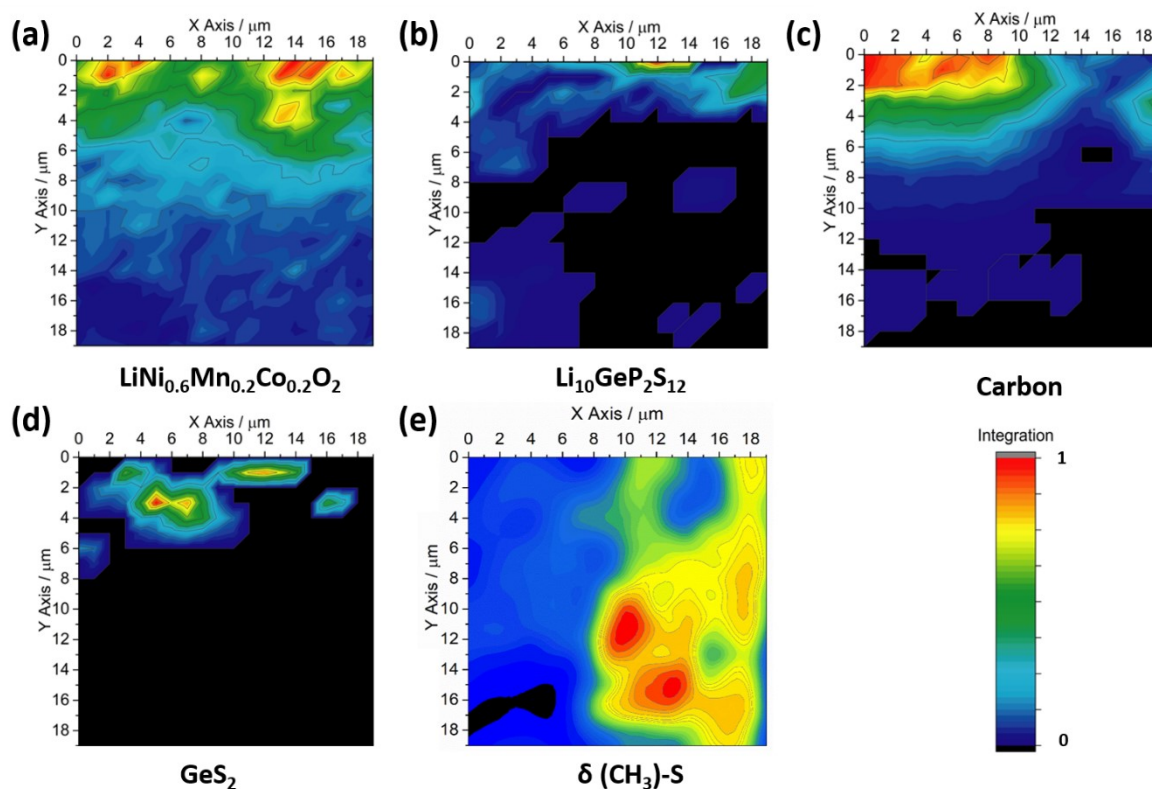 X Axis / μm
X Axis / μm
X Axis / μm
(a)
(b)
(c)
0 2 4 6 8 10 12 14 16 18
0 2 4 6 8 10 12 14 16 18
0 2 4 6 8 10 12 14 16 18
Y Axis / μm
0
2
4
6
8
10
12
14
16
18
Y Axis / μm
0
2
4
6
8
10
12
14
16
18
Y Axis / μm
0
2
4
6
8
10
12
14
16
18
LiNi0.6Mn0.2Co0.2O2
Li10GeP2S12
Carbon
(d)
(e)
X Axis / μm
X Axis / μm
0 2 4 6 8 10 12 14 16 18
0 2 4 6 8 10 12 14 16 18
Y Axis / μm
0
2
4
6
8
10
12
14
16
18
Y Axis / μm
0
2
4
6
8
10
12
14
16
18
Integration
1
0
GeS2
δ (CH3)-S